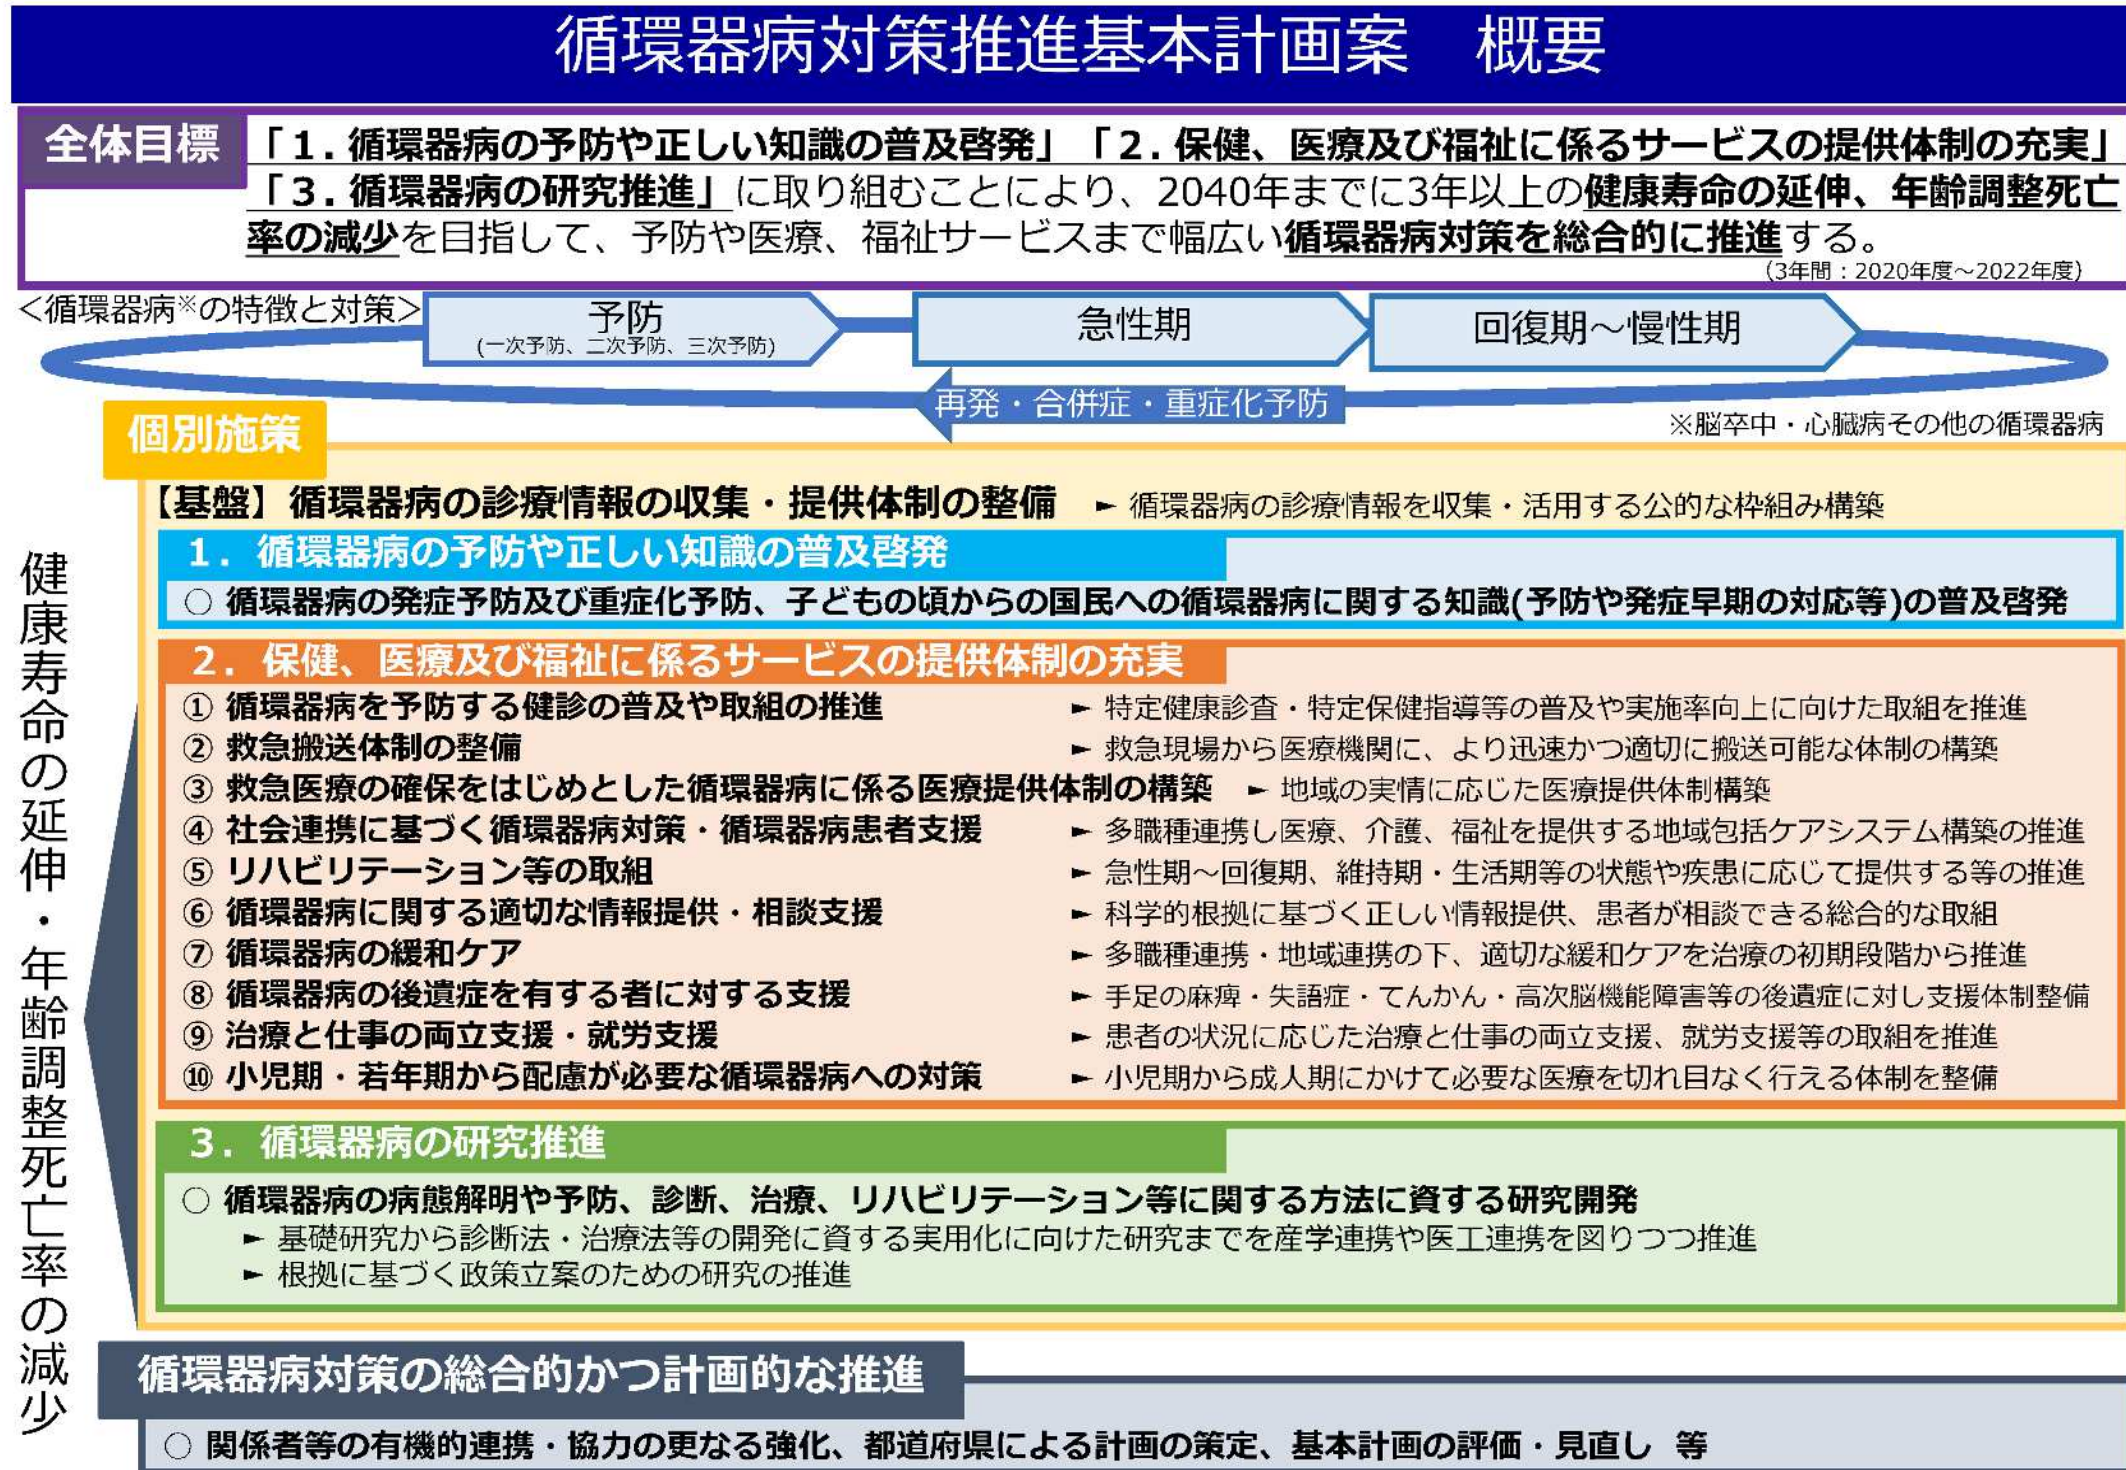 循環器病対策推進基本計画案　概要
全体目標
「１.循環器病の予防や正しい知識の普及啓発」「２.保健、医療及び福祉に係るサービスの提供体制の充実」
「３.循環器病の研究推進」に取り組むことにより、2040年までに3年以上の健康寿命の延伸、年齢調整死亡
率の減少を目指して、予防や医療、福祉サービスまで幅広い循環器病対策を総合的に推進する。
（3年間：2020年度～2022年度）
＜循環器病※の特徴と対策＞
予防
(一次予防、二次予防、三次予防)
急性期
回復期～慢性期
再発・合併症・重症化予防
※脳卒中・心臓病その他の循環器病
個別施策
【基盤】循環器病の診療情報の収集・提供体制の整備　► 循環器病の診療情報を収集・活用する公的な枠組み構築
１．循環器病の予防や正しい知識の普及啓発
○ 循環器病の発症予防及び重症化予防、子どもの頃からの国民への循環器病に関する知識(予防や発症早期の対応等)の普及啓発
２．保健、医療及び福祉に係るサービスの提供体制の充実
① 循環器病を予防する健診の普及や取組の推進　► 特定健康診査・特定保健指導等の普及や実施率向上に向けた取組を推進
② 救急搬送体制の整備　► 救急現場から医療機関に、より迅速かつ適切に搬送可能な体制の構築
③ 救急医療の確保をはじめとした循環器病に係る医療提供体制の構築　► 地域の実情に応じた医療提供体制構築
④ 社会連携に基づく循環器病対策・循環器病患者支援　► 多職種連携し医療、介護、福祉を提供する地域包括ケアシステム構築の推進
⑤ リハビリテーション等の取組　► 急性期～回復期、維持期・生活期等の状態や疾患に応じて提供する等の推進
⑥ 循環器病に関する適切な情報提供・相談支援　► 科学的根拠に基づく正しい情報提供、患者が相談できる総合的な取組
⑦ 循環器病の緩和ケア　► 多職種連携・地域連携の下、適切な緩和ケアを治療の初期段階から推進
⑧ 循環器病の後遺症を有する者に対する支援　► 手足の麻痺・失語症・てんかん・高次脳機能障害等の後遺症に対し支援体制整備
⑨ 治療と仕事の両立支援・就労支援　► 患者の状況に応じた治療と仕事の両立支援、就労支援等の取組を推進
⑩ 小児期・若年期から配慮が必要な循環器病への対策　► 小児期から成人期にかけて必要な医療を切れ目なく行える体制を整備
３．循環器病の研究推進
○ 循環器病の病態解明や予防、診断、治療、リハビリテーション等に関する方法に資する研究開発
► 基礎研究から診断法・治療法等の開発に資する実用化に向けた研究までを産学連携や医工連携を図りつつ推進
► 根拠に基づく政策立案のための研究の推進
健康寿命の延伸・年齢調整死亡率の減少
循環器病対策の総合的かつ計画的な推進
○ 関係者等の有機的連携・協力の更なる強化、都道府県による計画の策定、基本計画の評価・見直し 等